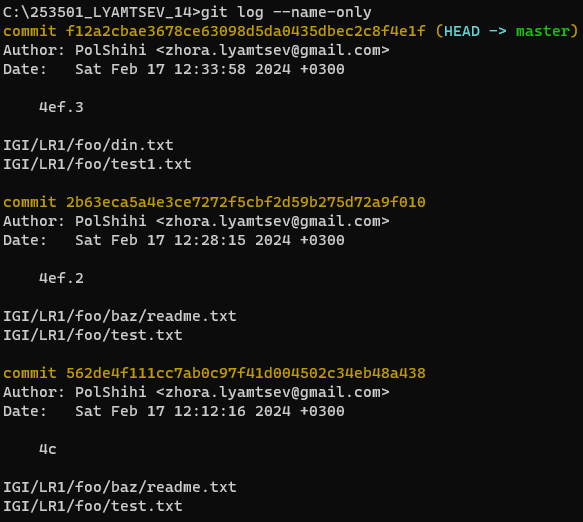 C:\253501_LYAMTSEV_14>git log --name-only
commit f12a2cbae3678ce63098d5da0435dbec2c8f4e1f (HEAD -> master)
Author: PolShihi <zhora.lyamtsev@gmail.com>
Date:   Sat Feb 17 12:33:58 2024 +0300
4ef.3
IGI/LR1/foo/din.txt
IGI/LR1/foo/test1.txt
commit 2b63eca5a4e3ce7272f5cbf2d59b275d72a9f010
Author: PolShihi <zhora.lyamtsev@gmail.com>
Date:   Sat Feb 17 12:28:15 2024 +0300
4ef.2
IGI/LR1/foo/baz/readme.txt
IGI/LR1/foo/test.txt
commit 562de4f111cc7ab0c97f41d004502c34eb48a438
Author: PolShihi <zhora.lyamtsev@gmail.com>
Date:   Sat Feb 17 12:12:16 2024 +0300
4c
IGI/LR1/foo/baz/readme.txt
IGI/LR1/foo/test.txt